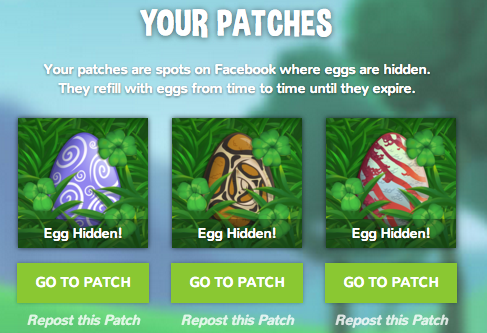 YOUR PATCHES
Your patches are spots on Facebook where eggs are hidden.
They refill with eggs from time to time until they expire.
Egg Hidden! Egg Hidden! Egg Hidden!
GO TO PATCH GO TO PATCH GO TO PATCH
Repost this Patch Repost this Patch Repost this Patch